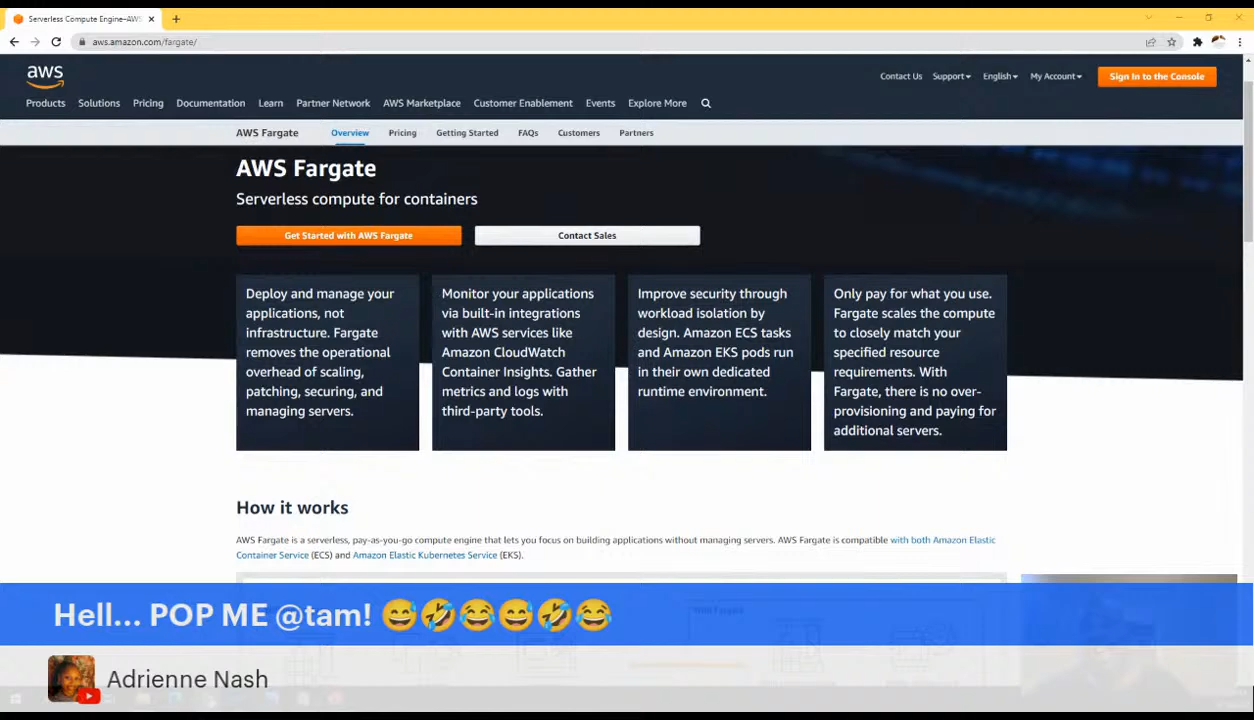 Serverless Compute Engine–AWS
aws.amazon.com/fargate/
aws
Contact Us Support English My Account Sign In to the Console
Products Solutions Pricing Documentation Learn Partner Network AWS Marketplace Customer Enablement Events Explore More
AWS Fargate Overview Pricing Getting Started FAQs Customers Partners
AWS Fargate
Serverless compute for containers
Get Started with AWS Fargate Contact Sales
Deploy and manage your
applications, not
infrastructure. Fargate
removes the operational
overhead of scaling,
patching, securing, and
managing servers.
Monitor your applications
via built-in integrations
with AWS services like
Amazon CloudWatch
Container Insights. Gather
metrics and logs with
third-party tools.
Improve security through
workload isolation by
design. Amazon ECS tasks
and Amazon EKS pods run
in their own dedicated
runtime environment.
Only pay for what you use.
Fargate scales the compute
to closely match your
specified resource
requirements. With
Fargate, there is no over-
provisioning and paying for
additional servers.
How it works
AWS Fargate is a serverless, pay-as-you-go compute engine that lets you focus on building applications without managing servers. AWS Fargate is compatible with both Amazon Elastic
Container Service (ECS) and Amazon Elastic Kubernetes Service (EKS).
Hell... POP ME @tam! 😅🤣😂😅🤣😂
Adrienne Nash